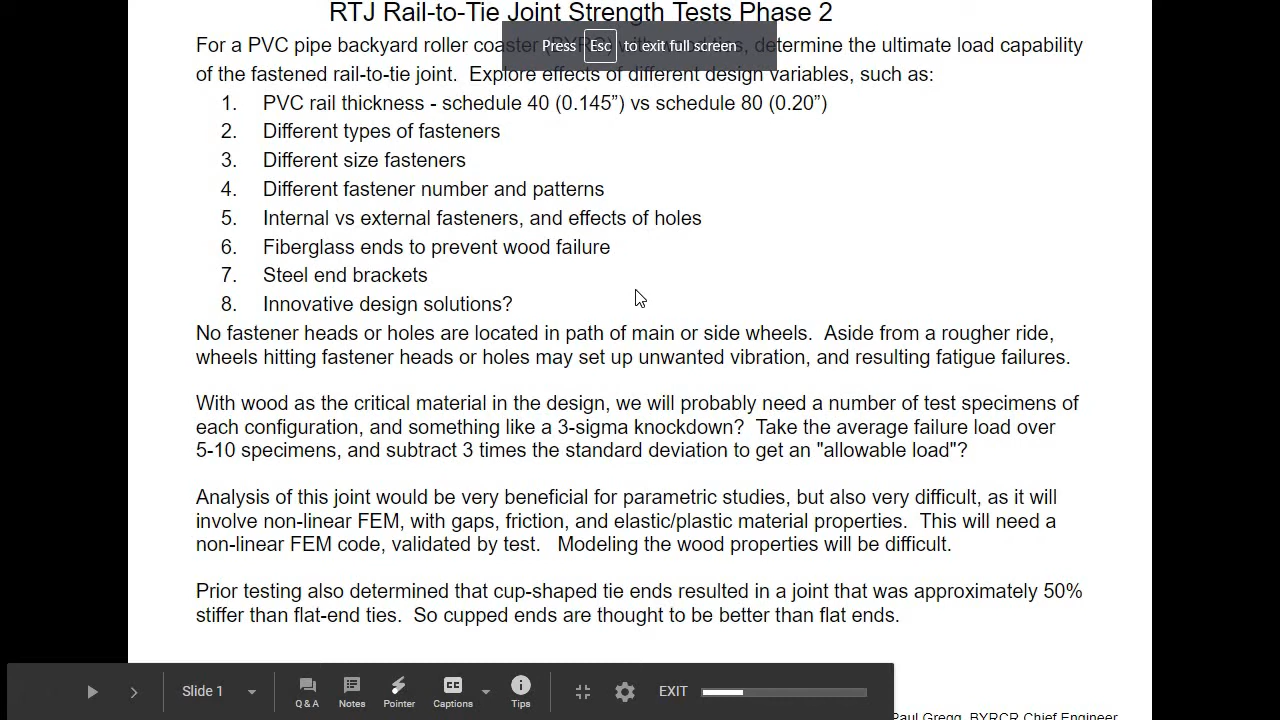 RTJ Rail-to-Tie Joint Strength Tests Phase 2
Press Esc to exit full screen
For a PVC pipe backyard roller coaster ties, determine the ultimate load capability
of the fastened rail-to-tie joint. Explore effects of different design variables, such as:
1. PVC rail thickness - schedule 40 (0.145”) vs schedule 80 (0.20”)
2. Different types of fasteners
3. Different size fasteners
4. Different fastener number and patterns
5. Internal vs external fasteners, and effects of holes
6. Fiberglass ends to prevent wood failure
7. Steel end brackets
8. Innovative design solutions?
No fastener heads or holes are located in path of main or side wheels. Aside from a rougher ride,
wheels hitting fastener heads or holes may set up unwanted vibration, and resulting fatigue failures.
With wood as the critical material in the design, we will probably need a number of test specimens of
each configuration, and something like a 3-sigma knockdown? Take the average failure load over
5-10 specimens, and subtract 3 times the standard deviation to get an "allowable load"?
Analysis of this joint would be very beneficial for parametric studies, but also very difficult, as it will
involve non-linear FEM, with gaps, friction, and elastic/plastic material properties. This will need a
non-linear FEM code, validated by test. Modeling the wood properties will be difficult.
Prior testing also determined that cup-shaped tie ends resulted in a joint that was approximately 50%
stiffer than flat-end ties. So cupped ends are thought to be better than flat ends.
Slide 1
Q & A Notes Pointer Captions Tips
EXIT
Paul Gregg, BYRCR Chief Engineer